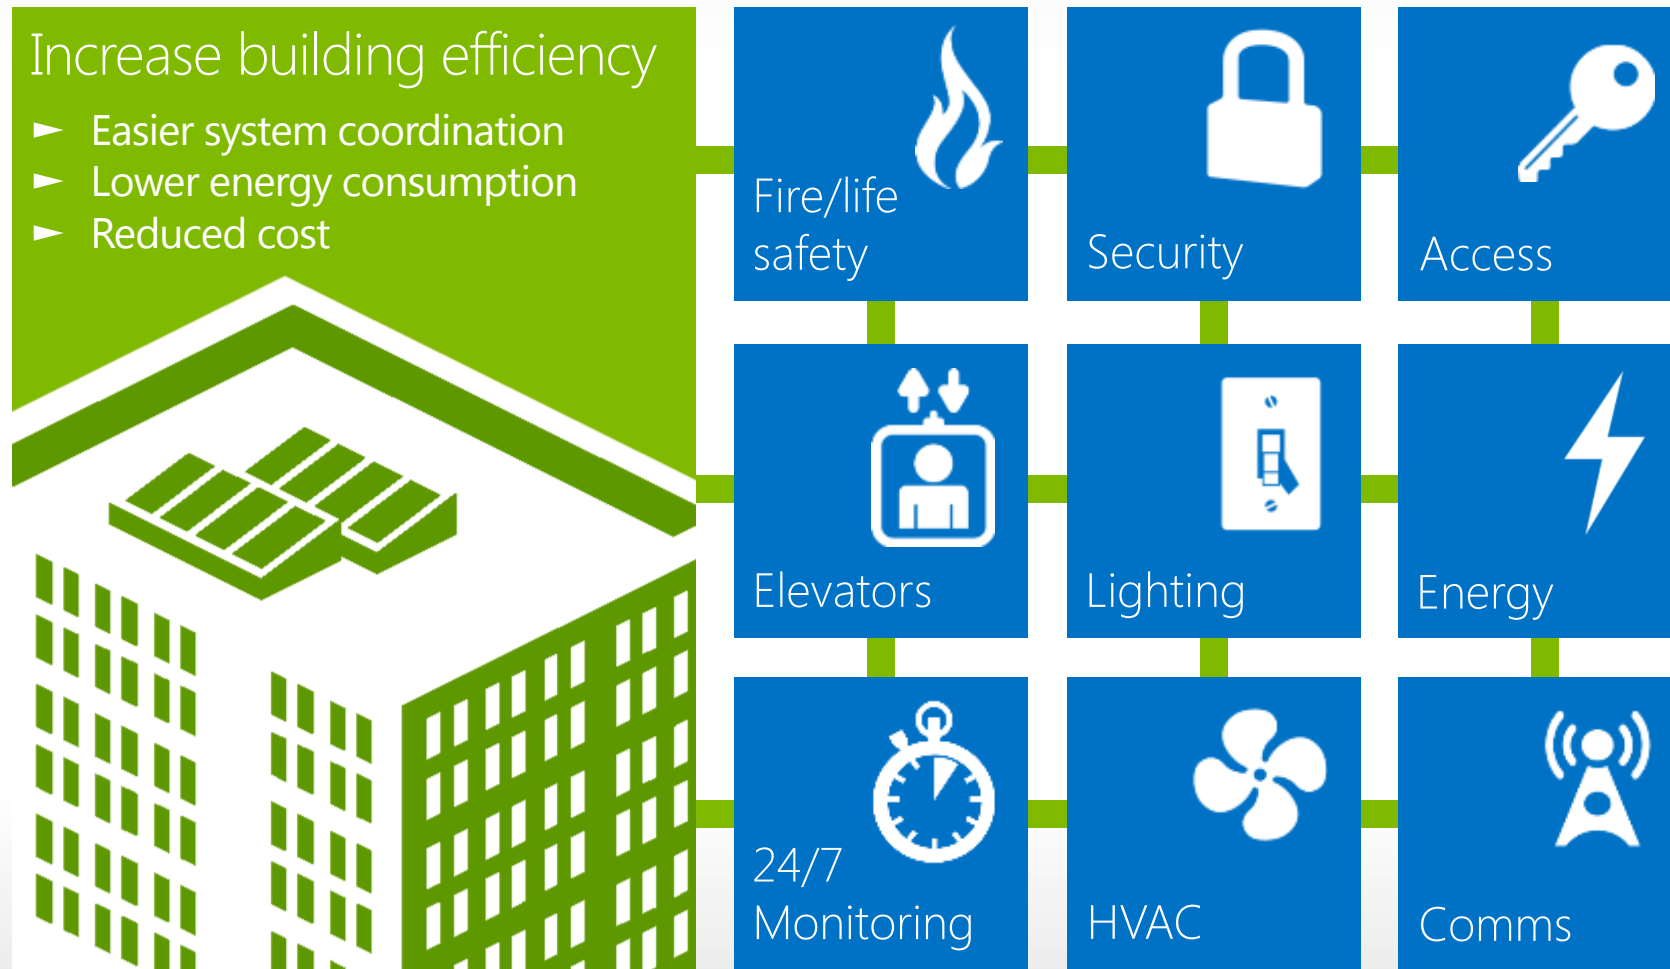 Increase building efficiency
► Easier system coordination
► Lower energy consumption
► Reduced cost
Fire/life
safety
Security
Access
Elevators
Lighting
Energy
24/7
Monitoring
HVAC
Comms